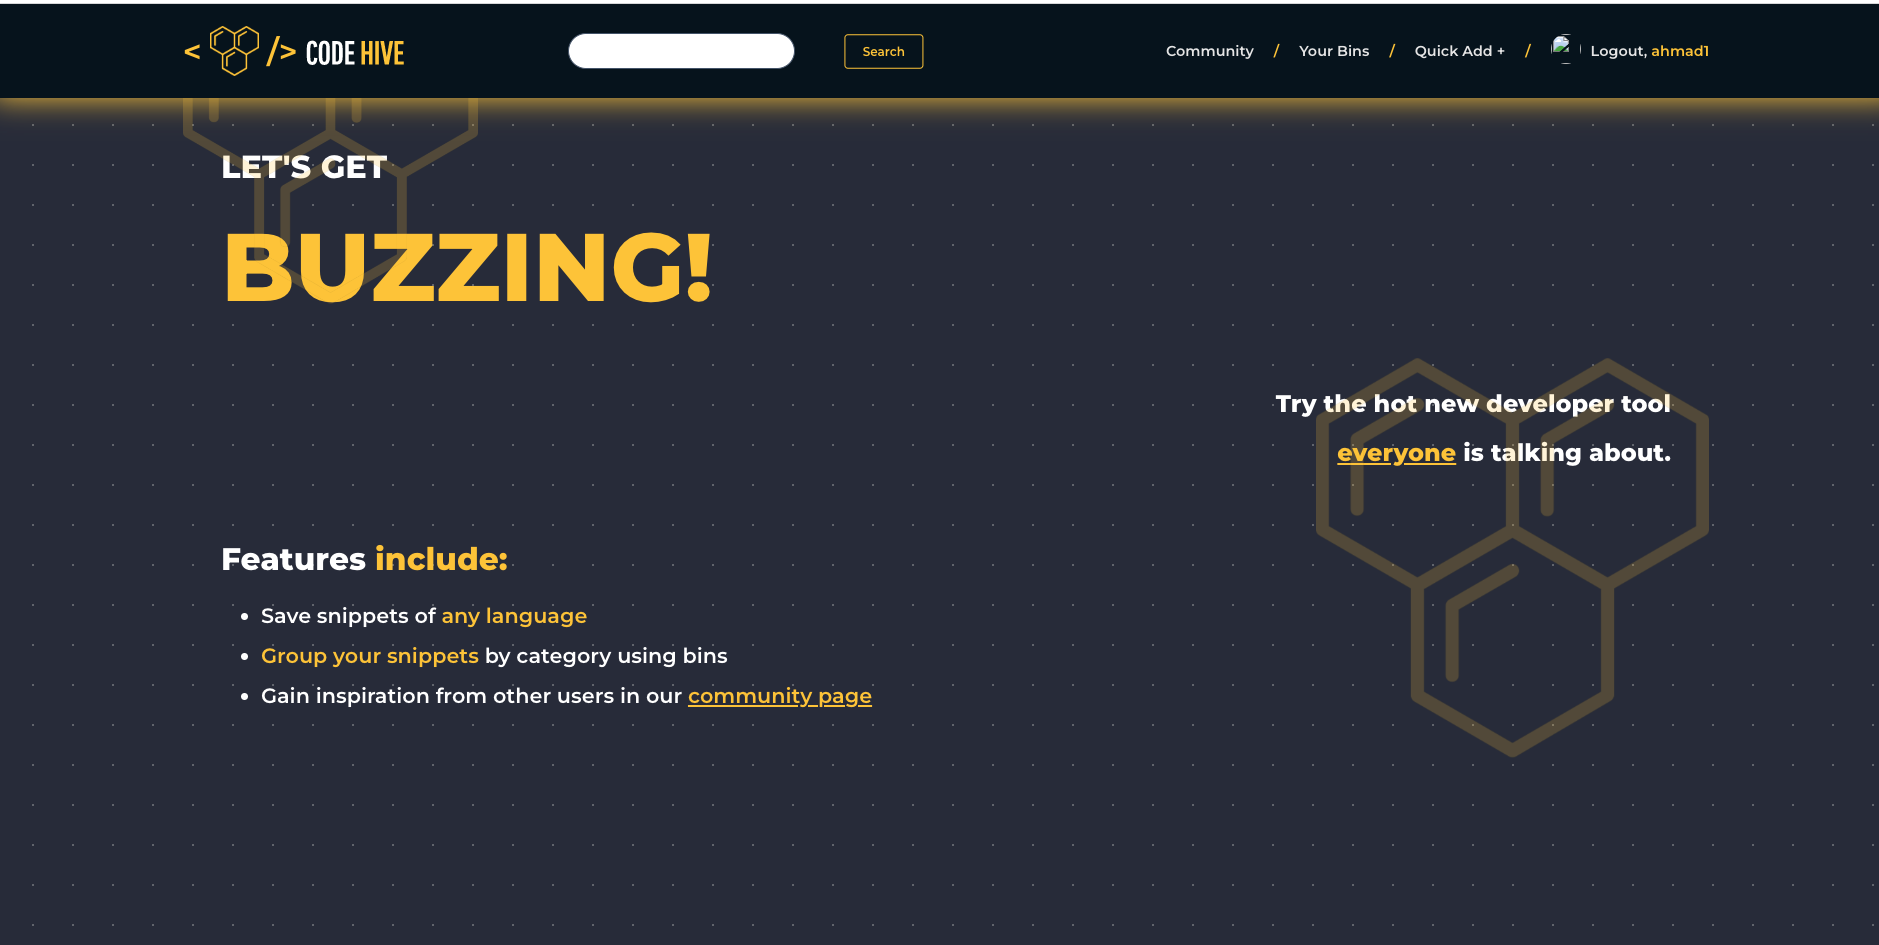 < /> CODE HIVE
Search
Community / Your Bins / Quick Add + / Logout, ahmad1
LET'S GET
BUZZING!
Try the hot new developer tool
everyone is talking about.
Features include:
• Save snippets of any language
• Group your snippets by category using bins
• Gain inspiration from other users in our community page